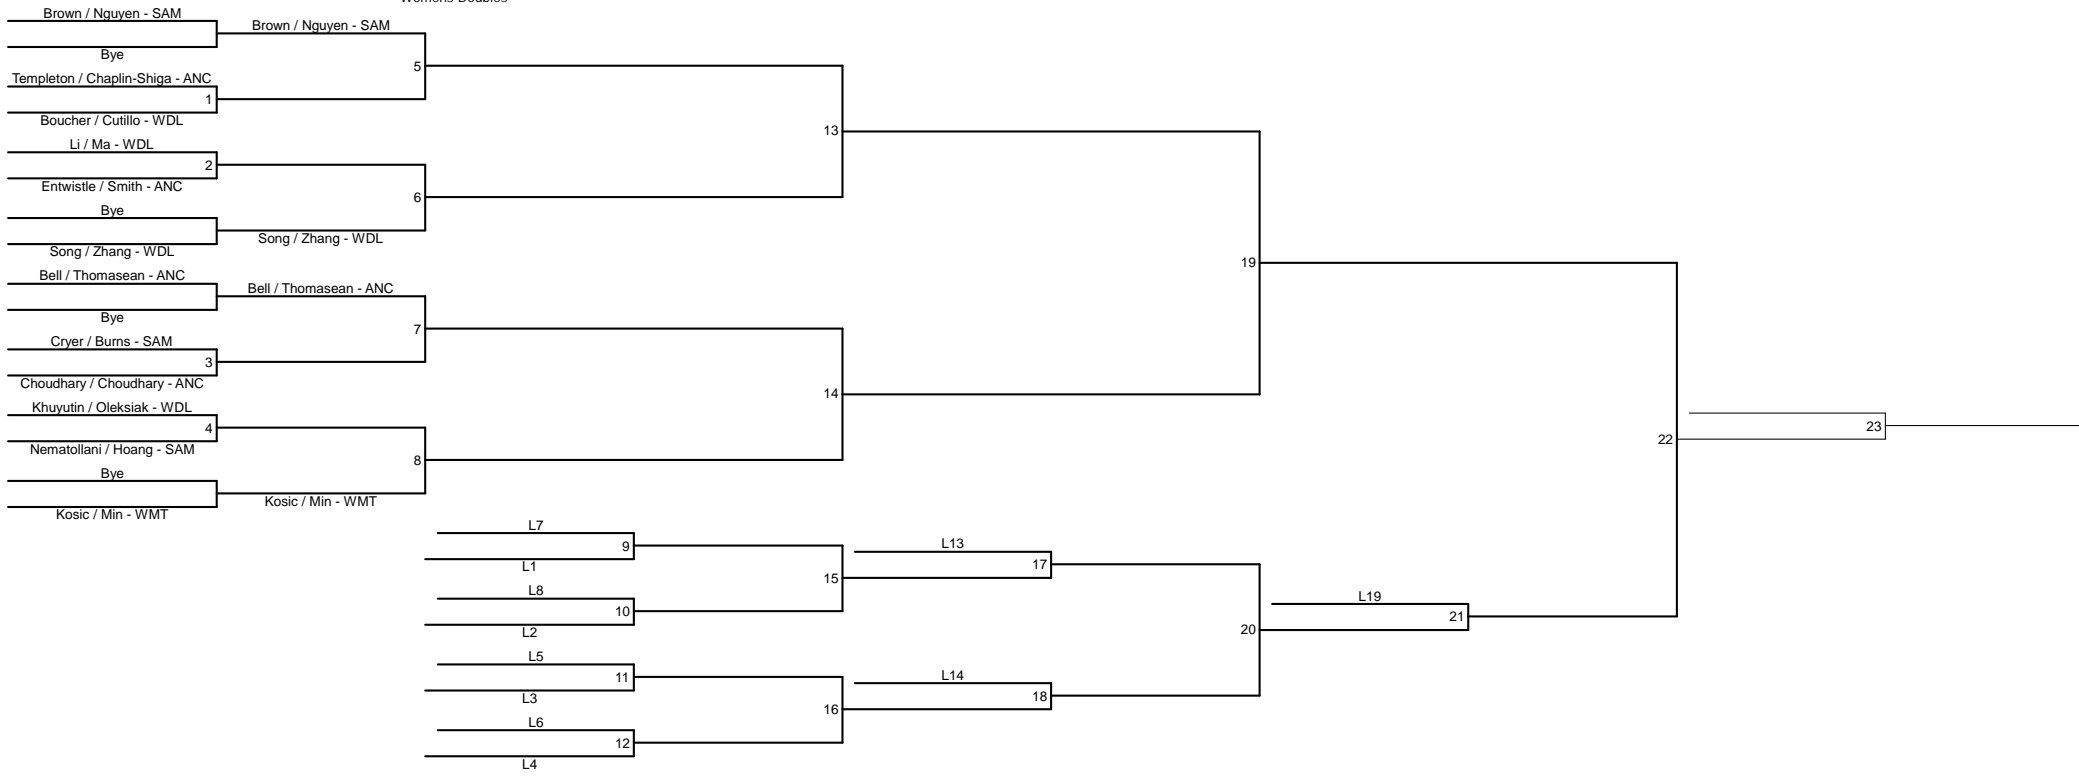 Womens Doubles
Brown / Nguyen - SAM
Brown / Nguyen - SAM
Bye
5
Templeton / Chaplin-Shiga - ANC
1
Boucher / Cutillo - WDL
13
Li / Ma - WDL
2
Entwistle / Smith - ANC
6
Bye
Song / Zhang - WDL
Song / Zhang - WDL
19
Bell / Thomasean - ANC
Bell / Thomasean - ANC
Bye
7
Cryer / Burns - SAM
3
Choudhary / Choudhary - ANC
14
Khuyutin / Oleksiak - WDL
4
23
22
Nematollani / Hoang - SAM
8
Bye
Kosic / Min - WMT
Kosic / Min - WMT
L7
9
L13
L1
17
15
L8
L19
10
21
L2
20
L5
11
L14
L3
18
16
L6
12
L4